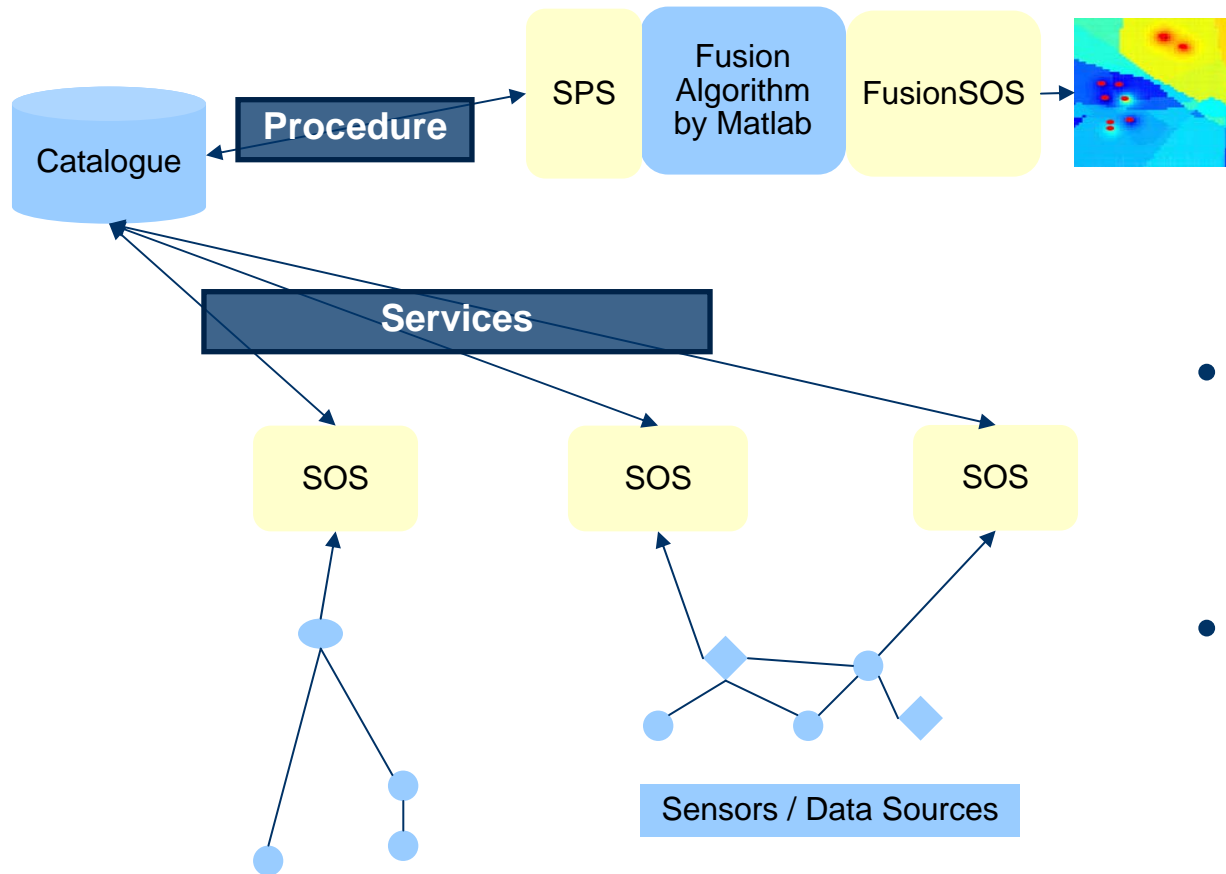 SPS
Fusion
Algorithm
by Matlab
FusionSOS
Procedure
Catalogue
Services
SOS
SOS
SOS
Sensors / Data Sources